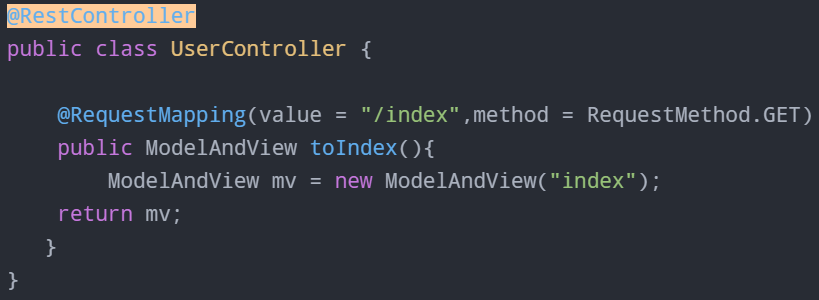 @RestController
public class UserController {
@RequestMapping(value = "/index",method = RequestMethod.GET)
public ModelAndView toIndex(){
ModelAndView mv = new ModelAndView("index");
return mv;
}
}